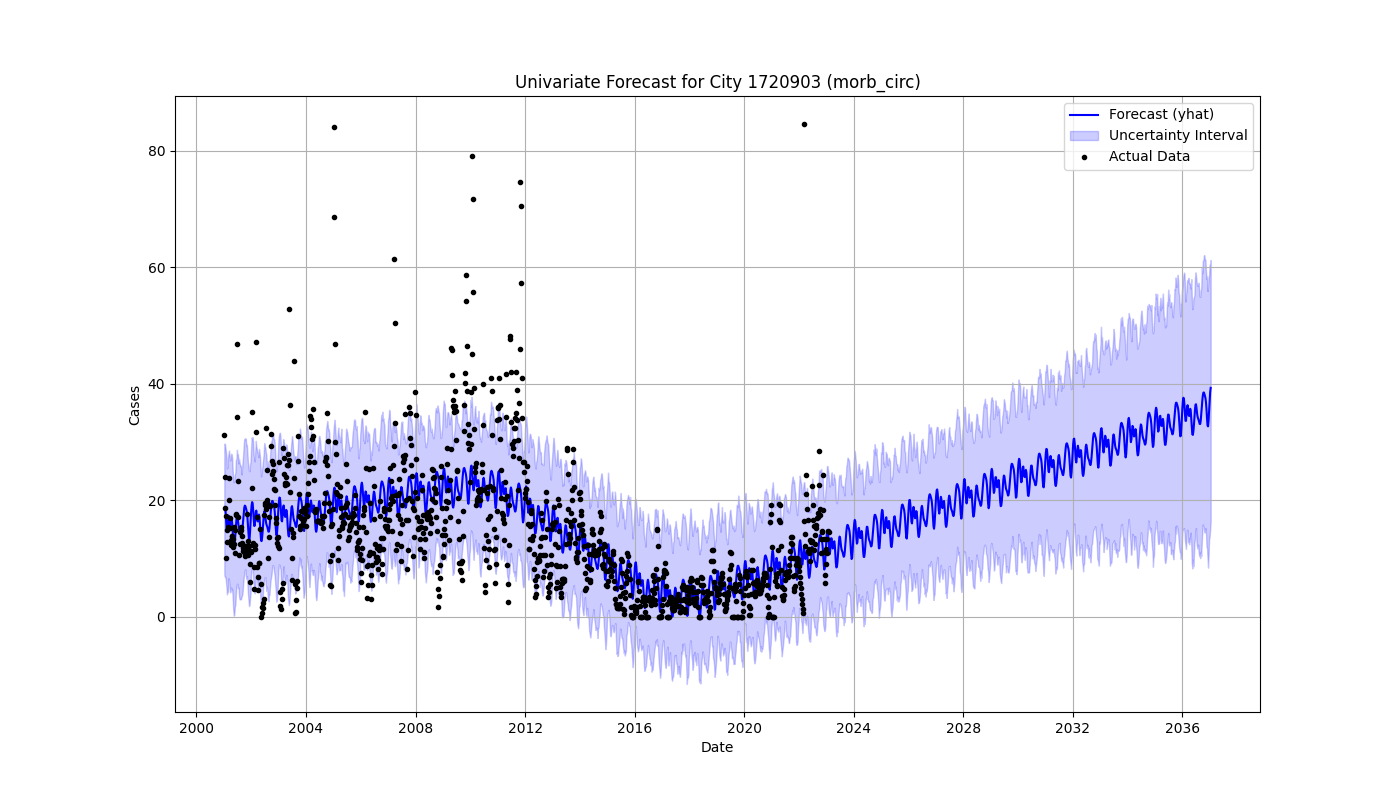 Univariate Forecast for City 1720903 (morb_circ)
Forecast (yhat)
Uncertainty Interval
Actual Data
80
60
40
20
0
Cases
2000 2004 2008 2012 2016 2020 2024 2028 2032 2036
Date